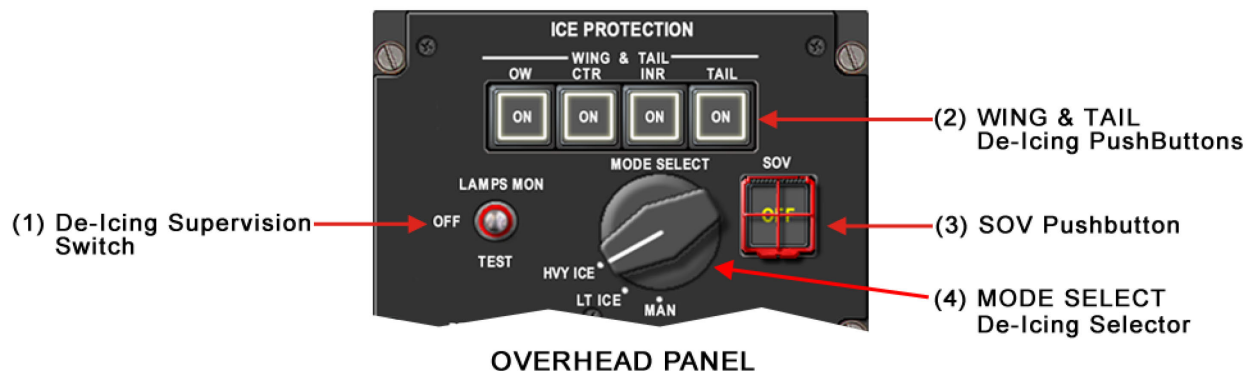 ICE PROTECTION
WING & TAIL
OW CTR INR TAIL
ON ON ON ON
(2) WING & TAIL
De-Icing PushButtons
MODE SELECT SOV
LAMPS MON
(1) De-Icing Supervision
Switch
OFF
OFF
(3) SOV Pushbutton
TEST
HVY ICE
LT ICE
MAN
(4) MODE SELECT
De-Icing Selector
OVERHEAD PANEL